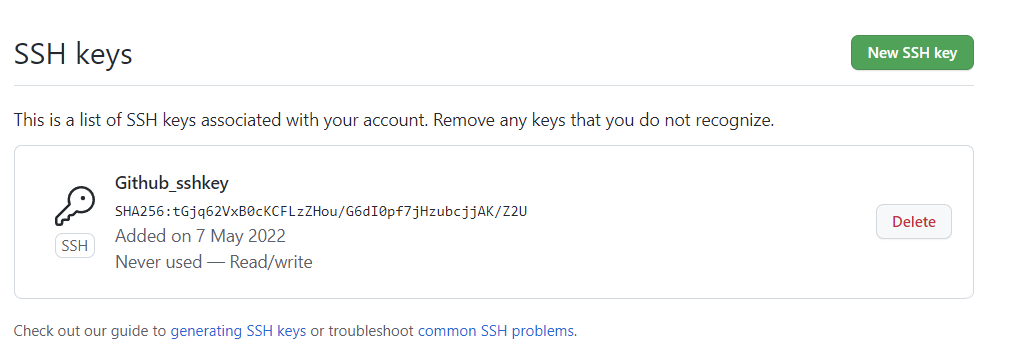 SSH keys
New SSH key
This is a list of SSH keys associated with your account. Remove any keys that you do not recognize.
Github_sshkey
SHA256:tGjq62VxB0cKCFLzZHou/G6dI0pf7jHzubcjjAK/Z2U
SSH
Added on 7 May 2022
Never used — Read/write
Delete
Check out our guide to generating SSH keys or troubleshoot common SSH problems.